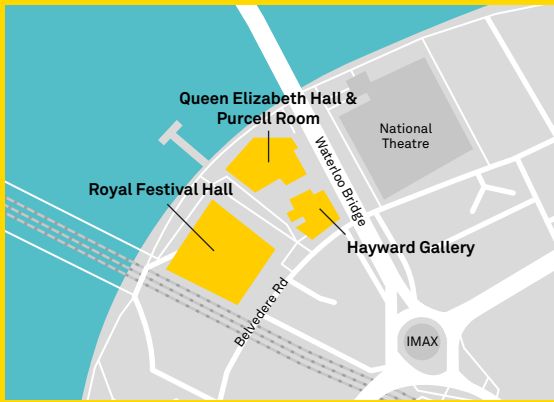 Queen Elizabeth Hall &
Purcell Room
National
Theatre
Waterloo Bridge
Royal Festival Hall
Hayward Gallery
Belvedere Rd
IMAX